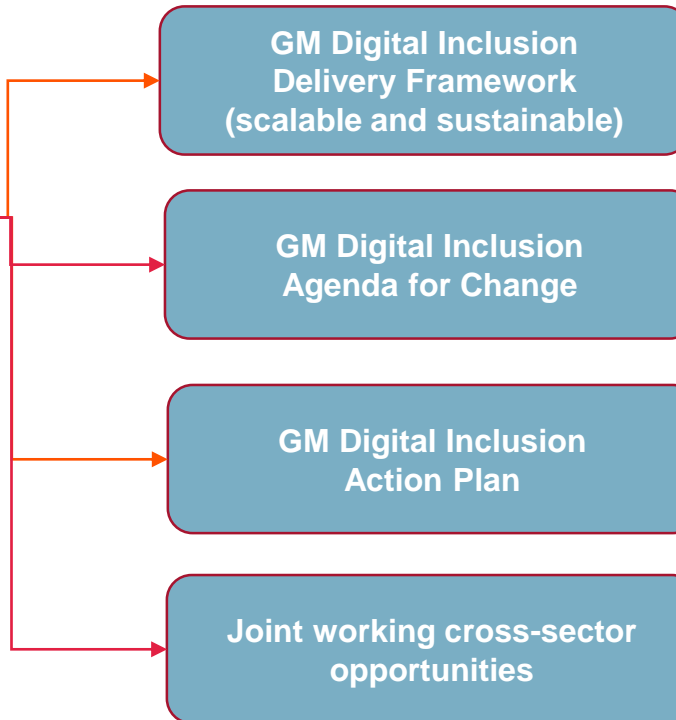 GM Digital Inclusion
Delivery Framework
(scalable and sustainable)
GM Digital Inclusion
Agenda for Change
GM Digital Inclusion
Action Plan
Joint working cross-sector
opportunities